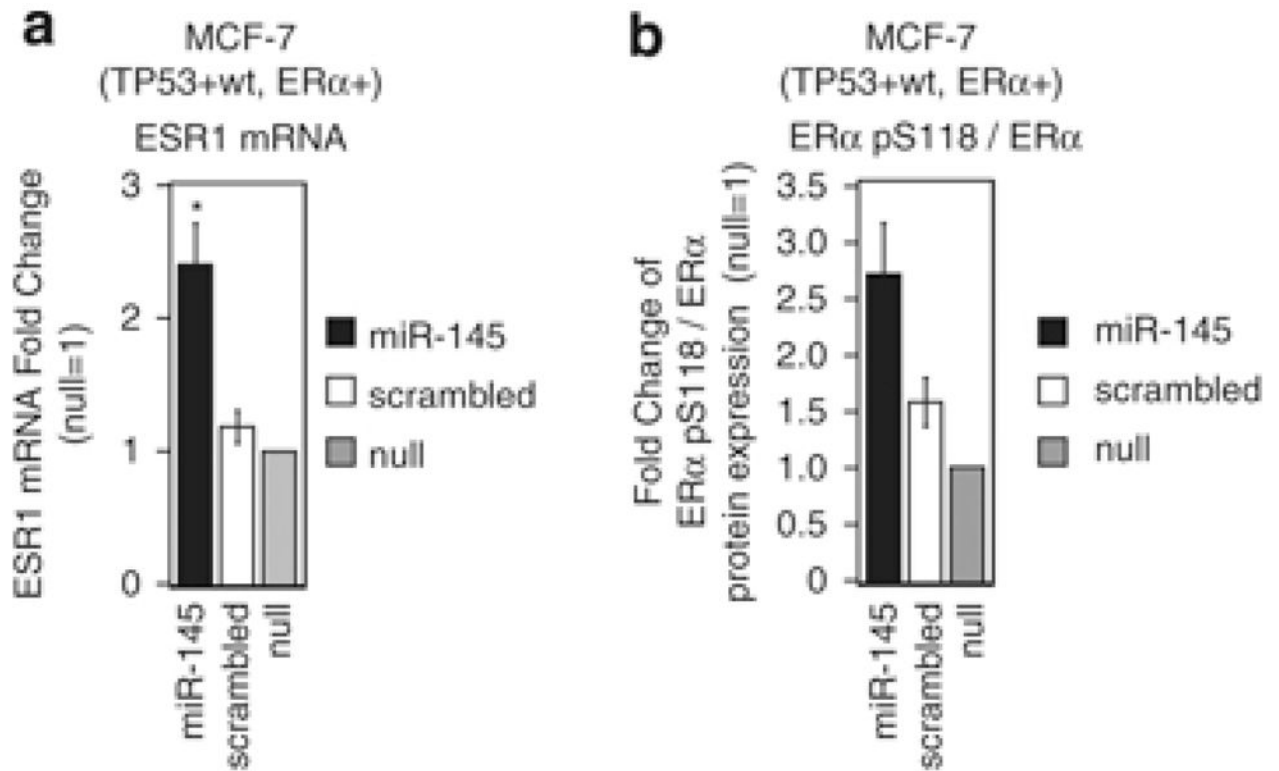 a
MCF-7
(TP53+wt, ERα+)
ESR1 mRNA
ESR1 mRNA Fold Change
(null=1)
3
2
1
0
*
miR-145
scrambled
null
miR-145
scrambled
null
b
MCF-7
(TP53+wt, ERα+)
ERα pS118 / ERα
Fold Change of
ERα pS118 / ERα
protein expression (null=1)
3.5
3.0
2.5
2.0
1.5
1.0
0.5
0
miR-145
scrambled
null
miR-145
scrambled
null